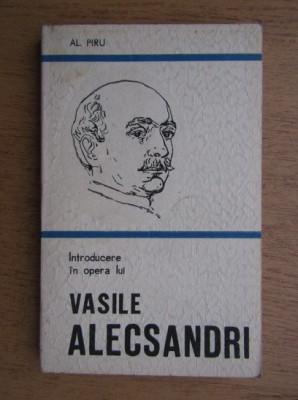 AL. PIRU
Introducere
în opera lui
VASILE
ALECSANDRI